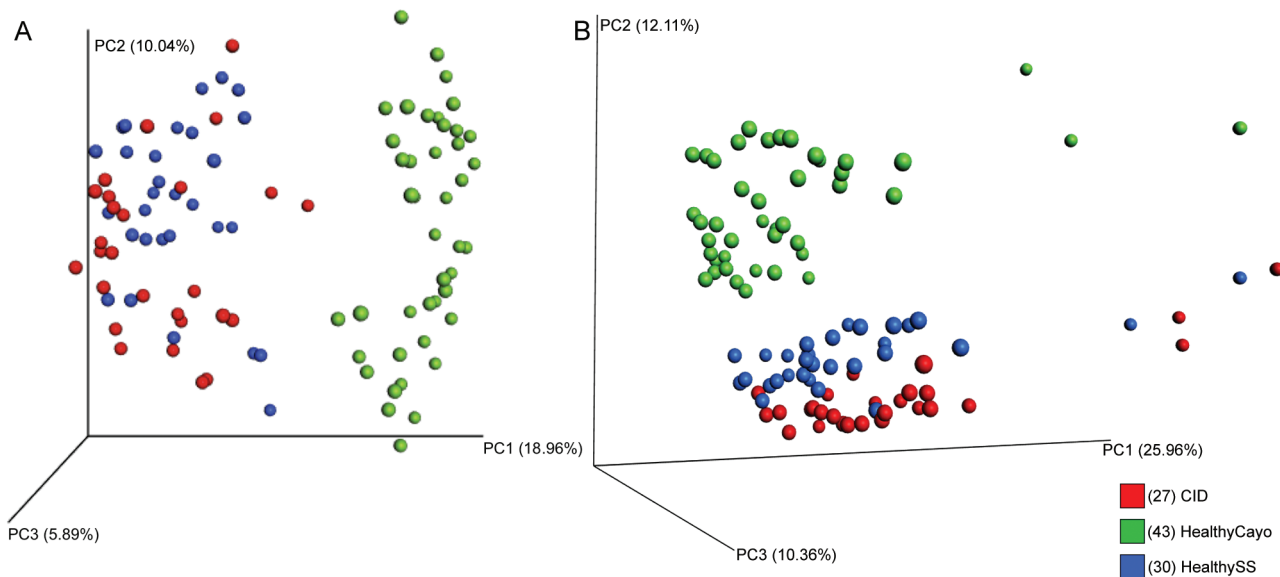 A
PC2 (10.04%)
PC1 (18.96%)
PC3 (5.89%)
B
PC2 (12.11%)
PC1 (25.96%)
PC3 (10.36%)
(27) CID
(43) HealthyCayo
(30) HealthySS